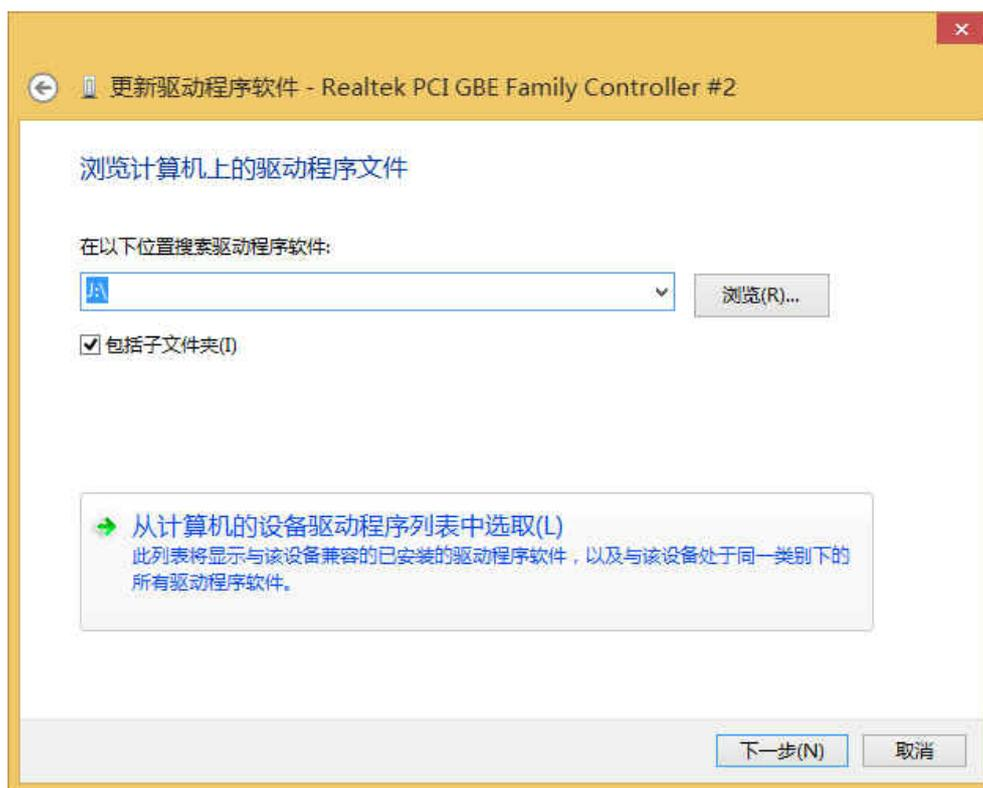 更新驱动程序软件 - Realtek PCI GBE Family Controller #2
浏览计算机上的驱动程序文件
在以下位置搜索驱动程序软件:
J:\
浏览(R)...
包括子文件夹(I)
从计算机的设备驱动程序列表中选取(L)
此列表将显示与该设备兼容的已安装的驱动程序软件，以及与该设备处于同一类别下的
所有驱动程序软件。
下一步(N)
取消